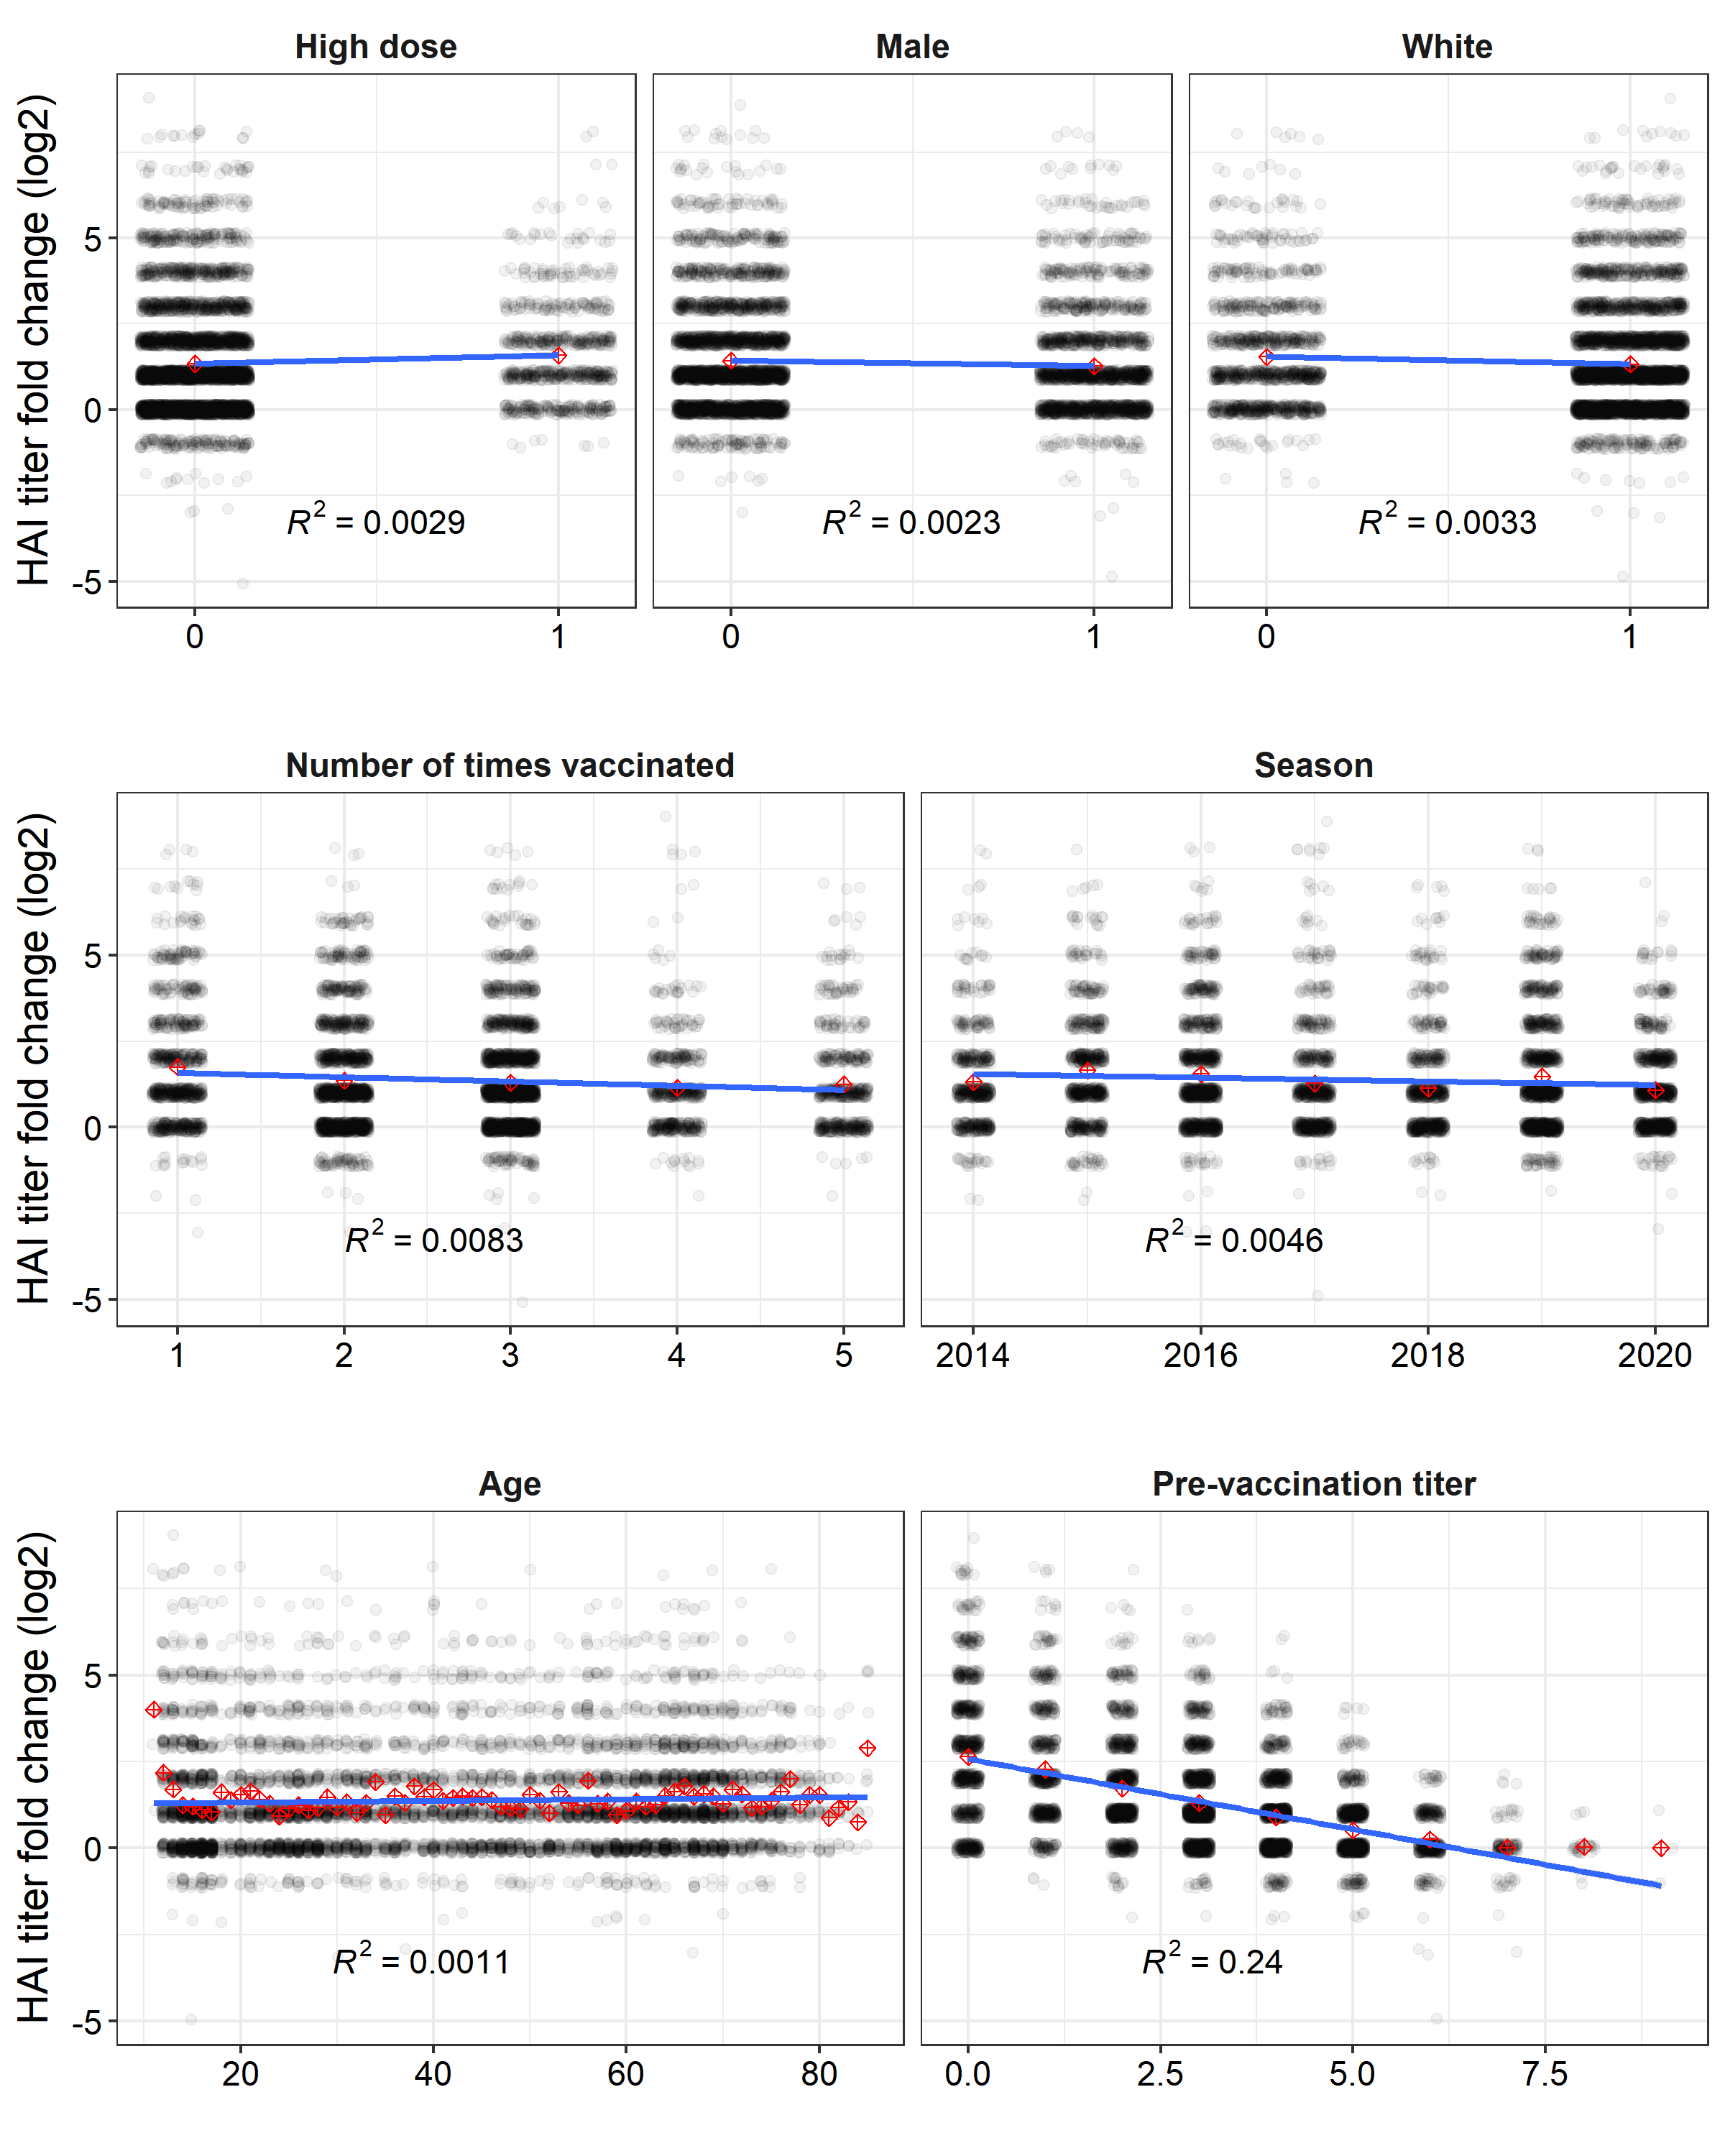 High dose Male White
HAI titer fold change (log2)
5
0
-5
R2 = 0.0029 R2 = 0.0023 R2 = 0.0033
0 1 0 1 0 1
Number of times vaccinated Season
HAI titer fold change (log2)
5
0
-5
R2 = 0.0083 R2 = 0.0046
1 2 3 4 5 2014 2016 2018 2020
Age Pre-vaccination titer
HAI titer fold change (log2)
5
0
-5
R2 = 0.0011 R2 = 0.24
20 40 60 80 0.0 2.5 5.0 7.5